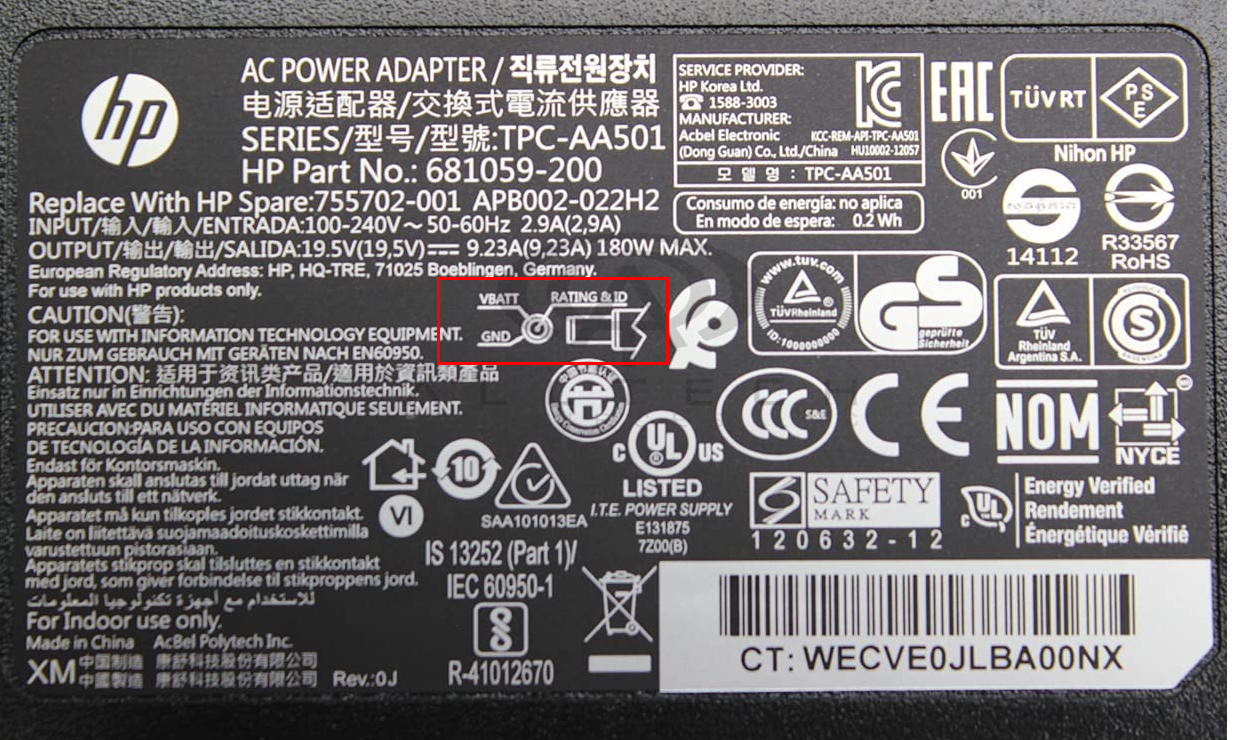 hp
AC POWER ADAPTER / 직류전원장치
电源适配器/交換式電流供應器
SERIES/型号/型號:TPC-AA501
HP Part No.: 681059-200
Replace With HP Spare:755702-001 APB002-022H2
INPUT/输入/輸入/ENTRADA:100-240V～50-60Hz 2.9A(2,9A)
OUTPUT/输出/輸出/SALIDA:19.5V(19,5V)⎓ 9.23A(9,23A) 180W MAX.
European Regulatory Address: HP, HQ-TRE, 71025 Boeblingen, Germany.
For use with HP products only.
CAUTION(警告):
FOR USE WITH INFORMATION TECHNOLOGY EQUIPMENT.
NUR ZUM GEBRAUCH MIT GERÄTEN NACH EN60950.
ATTENTION: 适用于资讯类产品/適用於資訊類產品
Einsatz nur in Einrichtungen der Informationstechnik.
UTILISER AVEC DU MATÉRIEL INFORMATIQUE SEULEMENT.
PRECAUCION:PARA USO CON EQUIPOS
DE TECNOLOGÍA DE LA INFORMACIÓN.
Endast för Kontorsmaskin.
Apparaten skall anslutas till jordat uttag när
den ansluts till ett nätverk.
Apparatet må kun tilkoples jordet stikkontakt.
Laite on liitettävä suojamaadoituskoskettimilla
varustettuun pistorasiaan.
Apparatets stikprop skal tilsluttes en stikkontakt
med jord, som giver forbindelse til stikproppens jord.
للاستخدام مع أجهزة تكنولوجيا المعلومات
For Indoor use only.
Made in China AcBel Polytech Inc.
XM
中国制造 康舒科技股份有限公司
中國製造 康舒科技股份有限公司
Rev.:0J
SERVICE PROVIDER:
HP Korea Ltd.
☎ 1588-3003
MANUFACTURER:
Acbel Electronic
(Dong Guan) Co., Ltd./China
KCC-REM-API-TPC-AA501
HU10002-12057
모 델 명 : TPC-AA501
Consumo de energía: no aplica
En modo de espera: 0.2 Wh
EAC
001
TÜV RT
PS
E
Nihon HP
14112
R33567
RoHS
VBATT
GND
RATING & ID
www.tuv.com
TÜVRheinland
ID:1000000000
GS
geprüfte
Sicherheit
TÜV
Rheinland
Argentina S.A.
S
CCC S&E
CE
NOM
NYCE
10
VI
SAA101013EA
C UL US
LISTED
I.T.E. POWER SUPPLY
E131875
7Z00(B)
SAFETY
MARK
120632-12
C UL
Energy Verified
Rendement
Énergétique Vérifié
IS 13252 (Part 1)/
IEC 60950-1
R-41012670
CT: WECVE0JLBA00NX